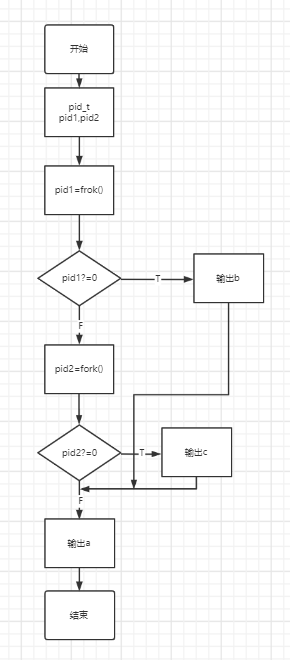 开始
pid_t
pid1,pid2
pid1=frok()
pid1?=0
T
输出b
F
pid2=fork()
pid2?=0
T
输出c
F
输出a
结束